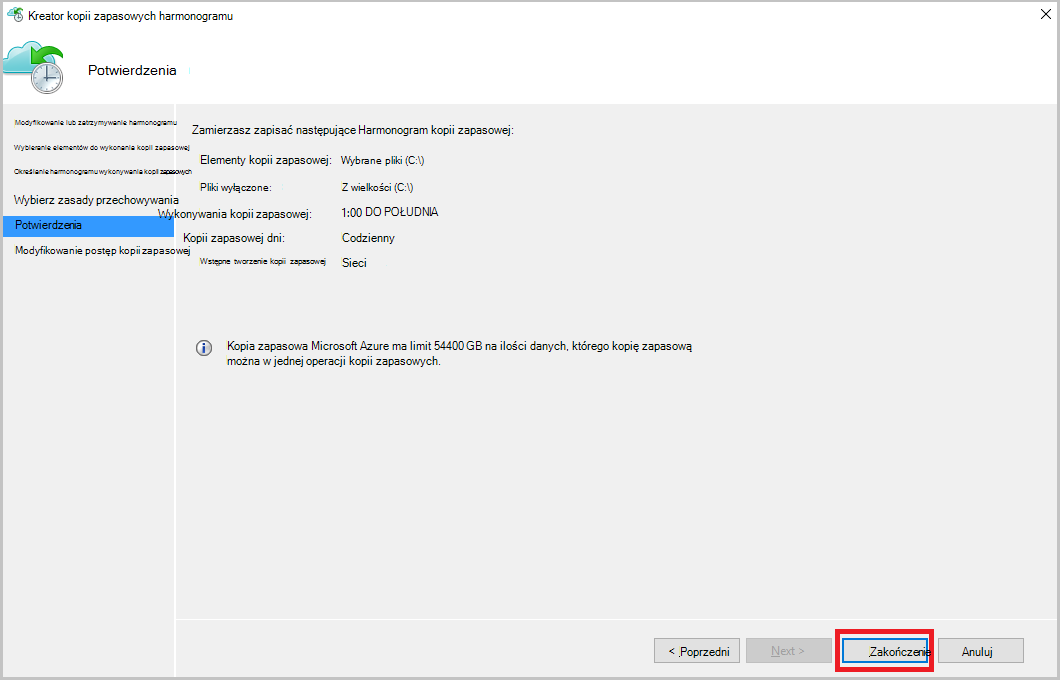 Kreator kopii zapasowych harmonogramu
Potwierdzenia
Modyfikowanie lub zatrzymywanie harmonogramu
Wybieranie elementów do wykonania kopii zapasowej
Określanie harmonogramu wykonywania kopii zapasowych
Wybierz zasady przechowywania
Potwierdzenia
Modyfikowanie postęp kopii zapasowej
Zamierzasz zapisać następujące Harmonogram kopii zapasowej:
Elementy kopii zapasowej: Wybrane pliki (C:\)
Pliki wyłączone: Z wielkości (C:\)
Wykonywania kopii zapasowej: 1:00 DO POŁUDNIA
Kopii zapasowej dni: Codzienny
Wstępne tworzenie kopii zapasowej Sieci
Kopia zapasowa Microsoft Azure ma limit 54400 GB na ilości danych, którego kopię zapasową
można w jednej operacji kopii zapasowych.
< Poprzedni Next > Zakończenie Anuluj